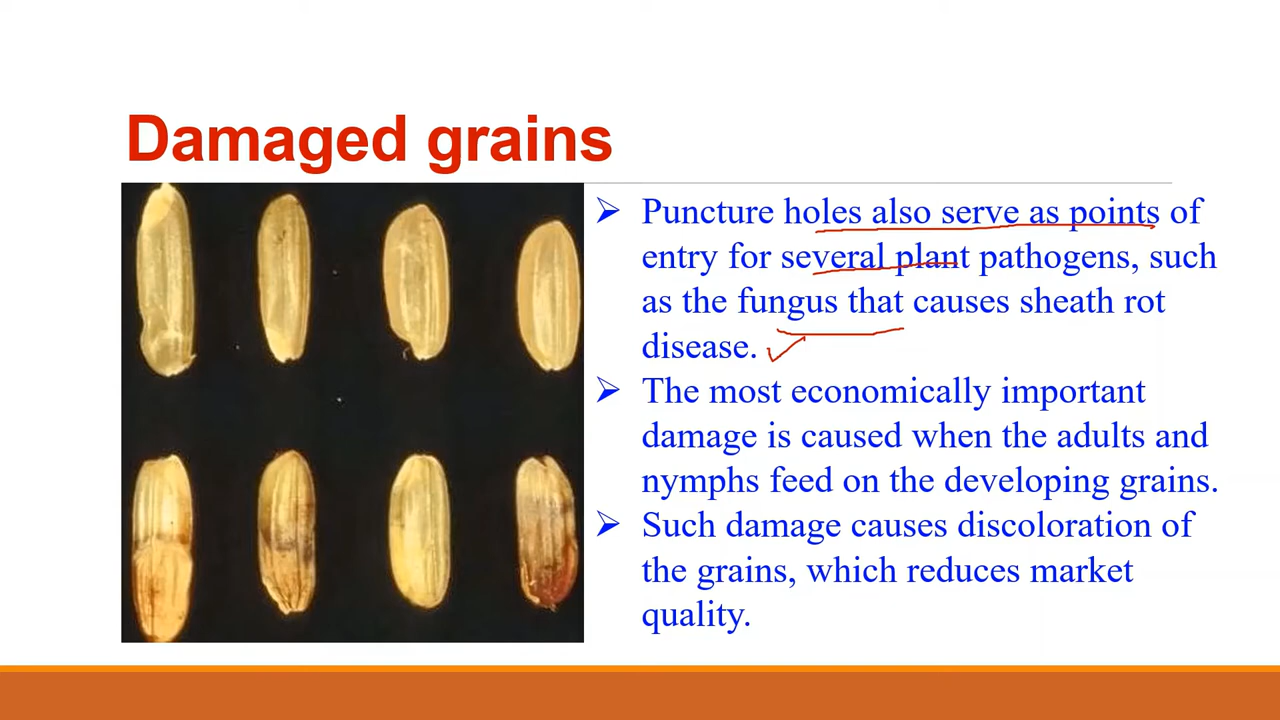 Damaged grains
➢ Puncture holes also serve as points of
entry for several plant pathogens, such
as the fungus that causes sheath rot
disease.
➢ The most economically important
damage is caused when the adults and
nymphs feed on the developing grains.
➢ Such damage causes discoloration of
the grains, which reduces market
quality.